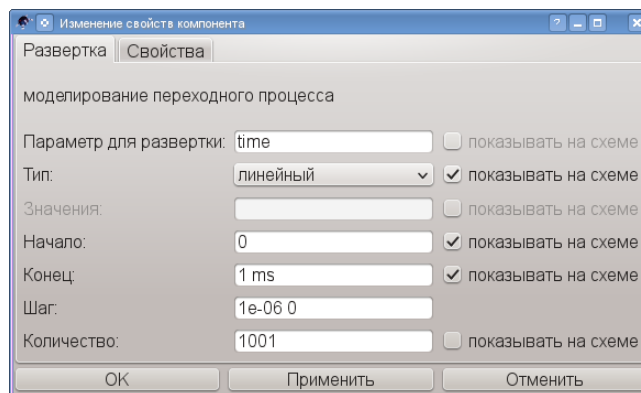 Изменение свойств компонента
Развертка Свойства
моделирование переходного процесса
Параметр для развертки: time показывать на схеме
Тип: линейный показывать на схеме
Значения: показывать на схеме
Начало: 0 показывать на схеме
Конец: 1 ms показывать на схеме
Шаг: 1e-06 0
Количество: 1001 показывать на схеме
OK Применить Отменить